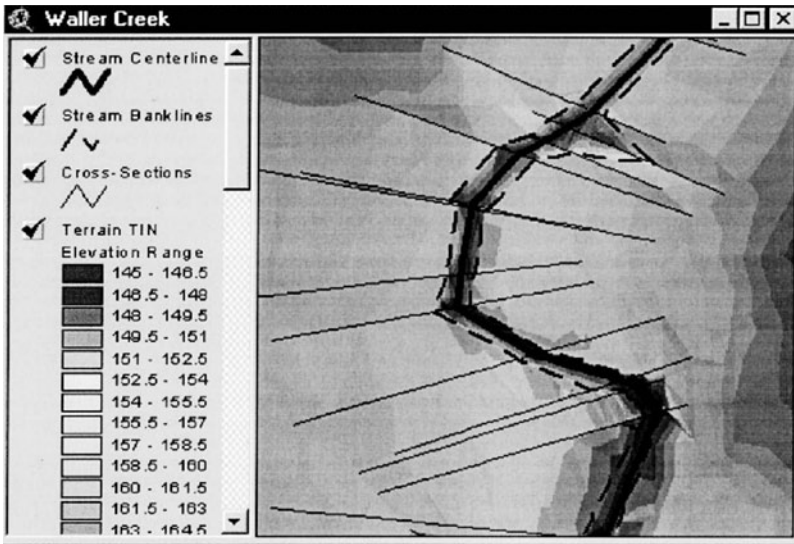 Waller Creek
Stream Centerline
Stream Banklines
Cross-Sections
Terrain TIN
Elevation Range
145 - 146.5
146.5 - 148
148 - 149.5
149.5 - 151
151 - 152.5
152.5 - 154
154 - 155.5
155.5 - 157
157 - 158.5
158.5 - 160
160 - 161.5
161.5 - 163
163 - 164.5